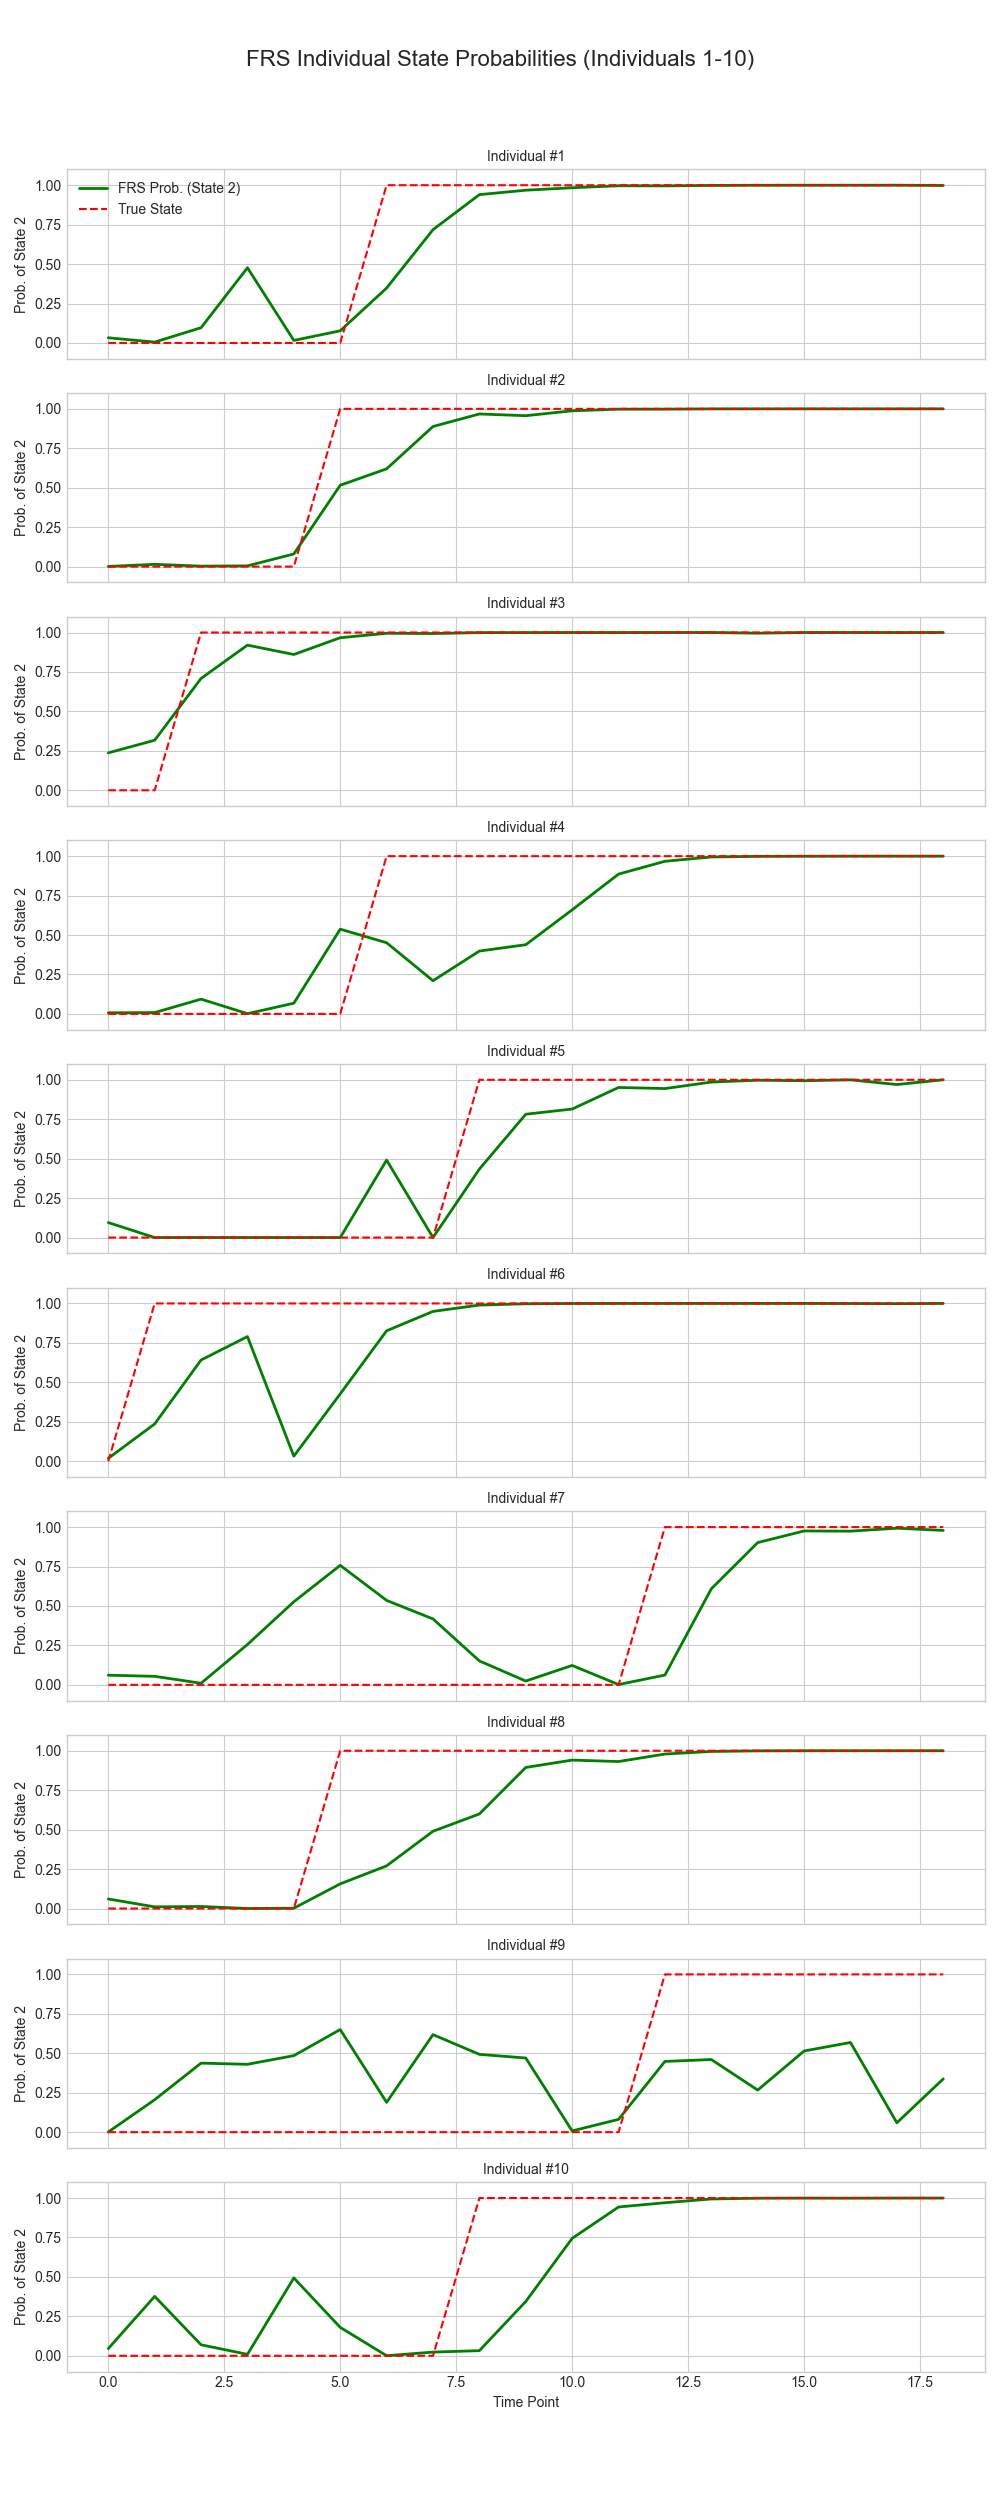 FRS Individual State Probabilities (Individuals 1-10)
Individual #1
FRS Prob. (State 2)
True State
Prob. of State 2
1.00
0.75
0.50
0.25
0.00
Individual #2
Prob. of State 2
1.00
0.75
0.50
0.25
0.00
Individual #3
Prob. of State 2
1.00
0.75
0.50
0.25
0.00
Individual #4
Prob. of State 2
1.00
0.75
0.50
0.25
0.00
Individual #5
Prob. of State 2
1.00
0.75
0.50
0.25
0.00
Individual #6
Prob. of State 2
1.00
0.75
0.50
0.25
0.00
Individual #7
Prob. of State 2
1.00
0.75
0.50
0.25
0.00
Individual #8
Prob. of State 2
1.00
0.75
0.50
0.25
0.00
Individual #9
Prob. of State 2
1.00
0.75
0.50
0.25
0.00
Individual #10
Prob. of State 2
1.00
0.75
0.50
0.25
0.00
0.0 2.5 5.0 7.5 10.0 12.5 15.0 17.5
Time Point